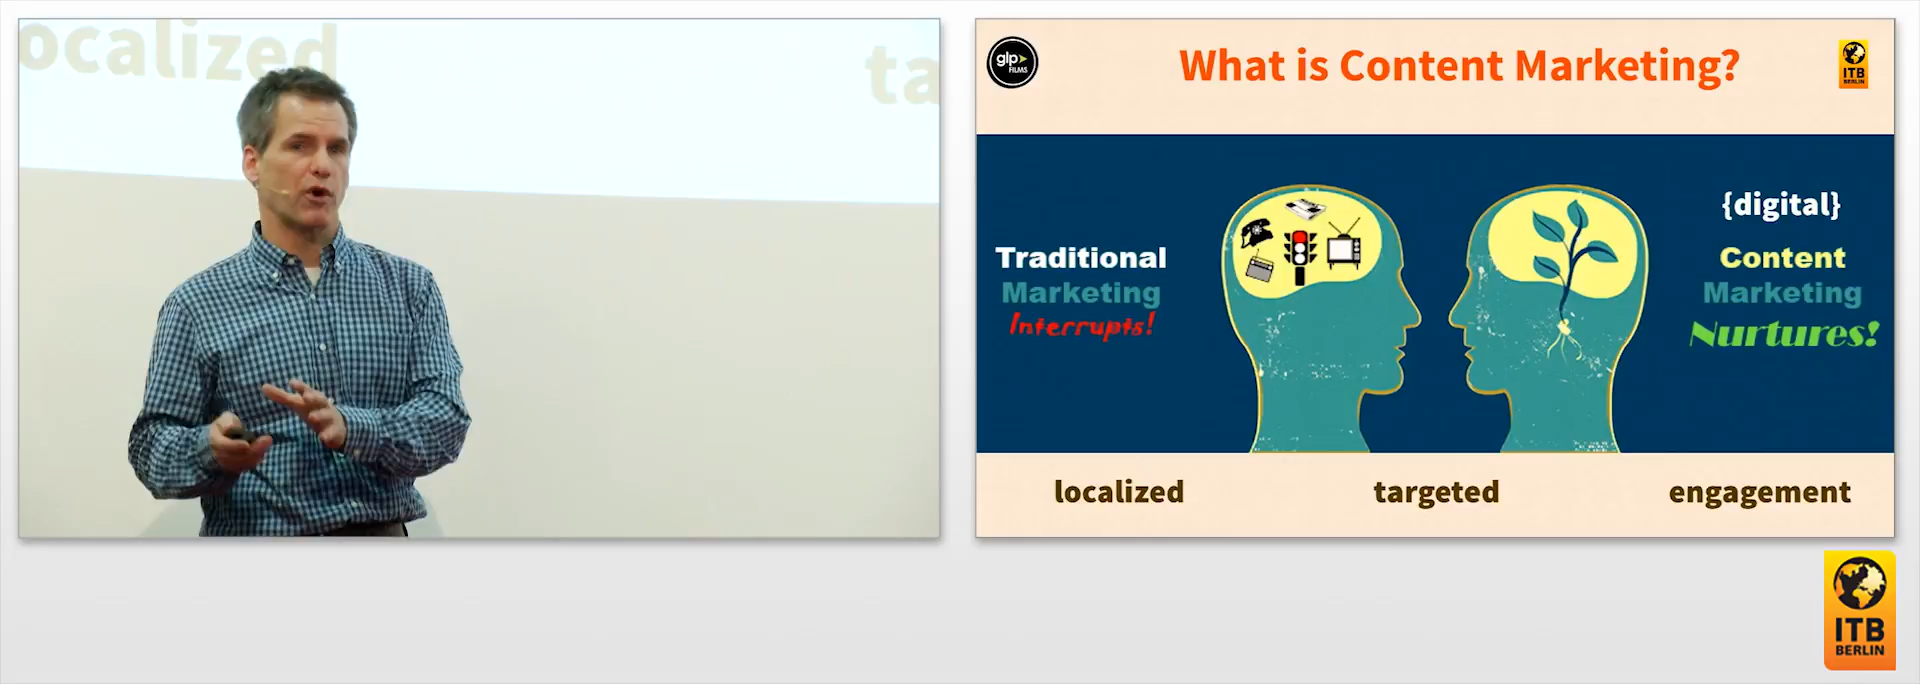 ocalized
ta
glp
FILMS
What is Content Marketing?
ITB
BERLIN
Traditional
Marketing
Interrupts!
{digital}
Content
Marketing
Nurtures!
localized
targeted
engagement
ITB
BERLIN